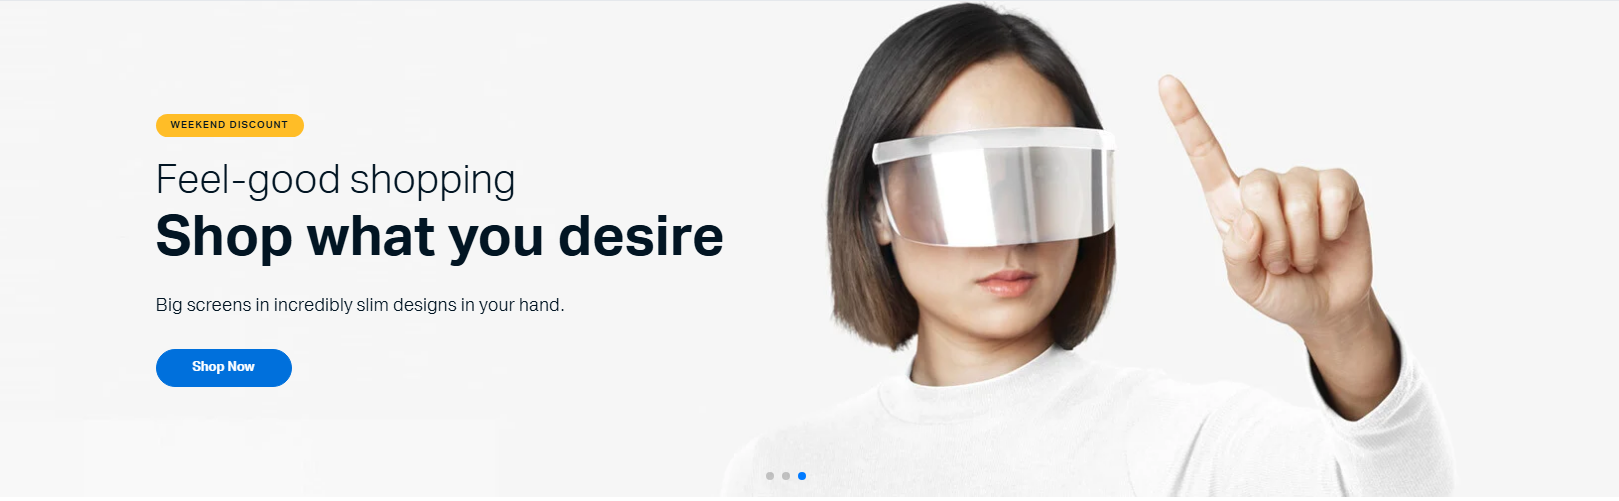 WEEKEND DISCOUNT
Feel-good shopping
Shop what you desire
Big screens in incredibly slim designs in your hand.
Shop Now